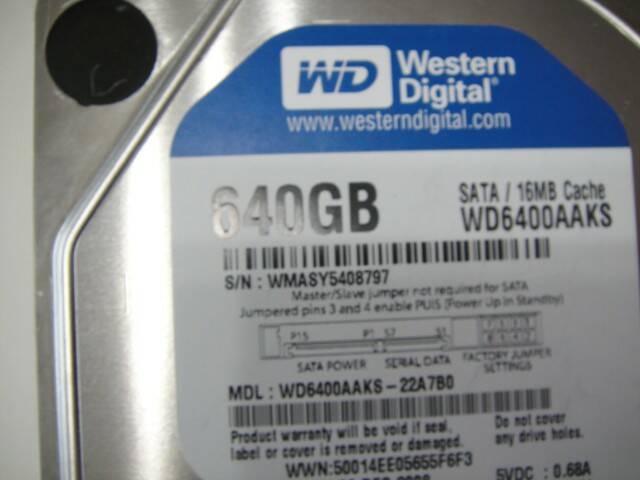 WD Western Digital®
www.westerndigital.com
640GB
SATA / 16MB Cache
WD6400AAKS
S/N : WMASY5408797
Master/Slave jumper not required for SATA
Jumpered pins 3 and 4 enable PUIS (Power Up in Standby)
P15 P1 S7 S1
SATA POWER SERIAL DATA FACTORY JUMPER SETTINGS
MDL : WD6400AAKS-22A7B0
Product warranty will be void if seal, label or cover is removed or damaged.
Do not cover any drive holes.
WWN:50014EE05655F6F3
5VDC : 0.68A